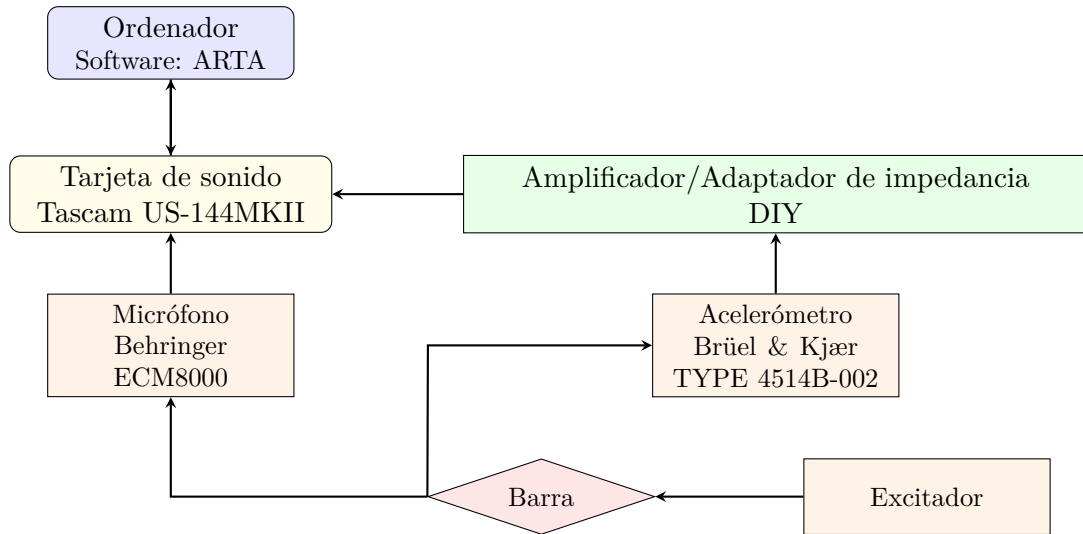 Ordenador
Software: ARTA
Tarjeta de sonido
Tascam US-144MKII
Amplificador/Adaptador de impedancia
DIY
Micrófono
Behringer
ECM8000
Acelerómetro
Brüel & Kjær
TYPE 4514B-002
Barra
Excitador